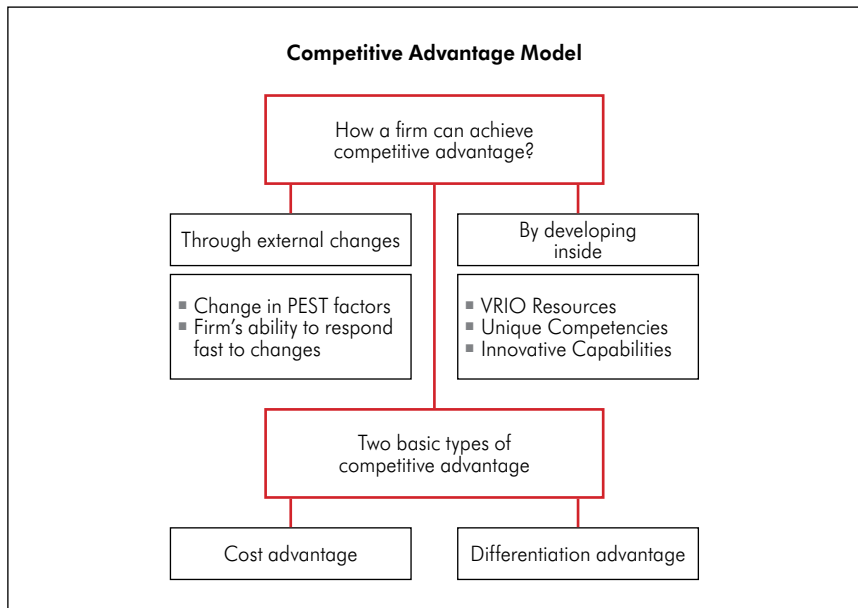 Competitive Advantage Model
How a firm can achieve
competitive advantage?
Through external changes
■ Change in PEST factors
■ Firm's ability to respond
fast to changes
By developing
inside
■ VRIO Resources
■ Unique Competencies
■ Innovative Capabilities
Two basic types of
competitive advantage
Cost advantage
Differentiation advantage